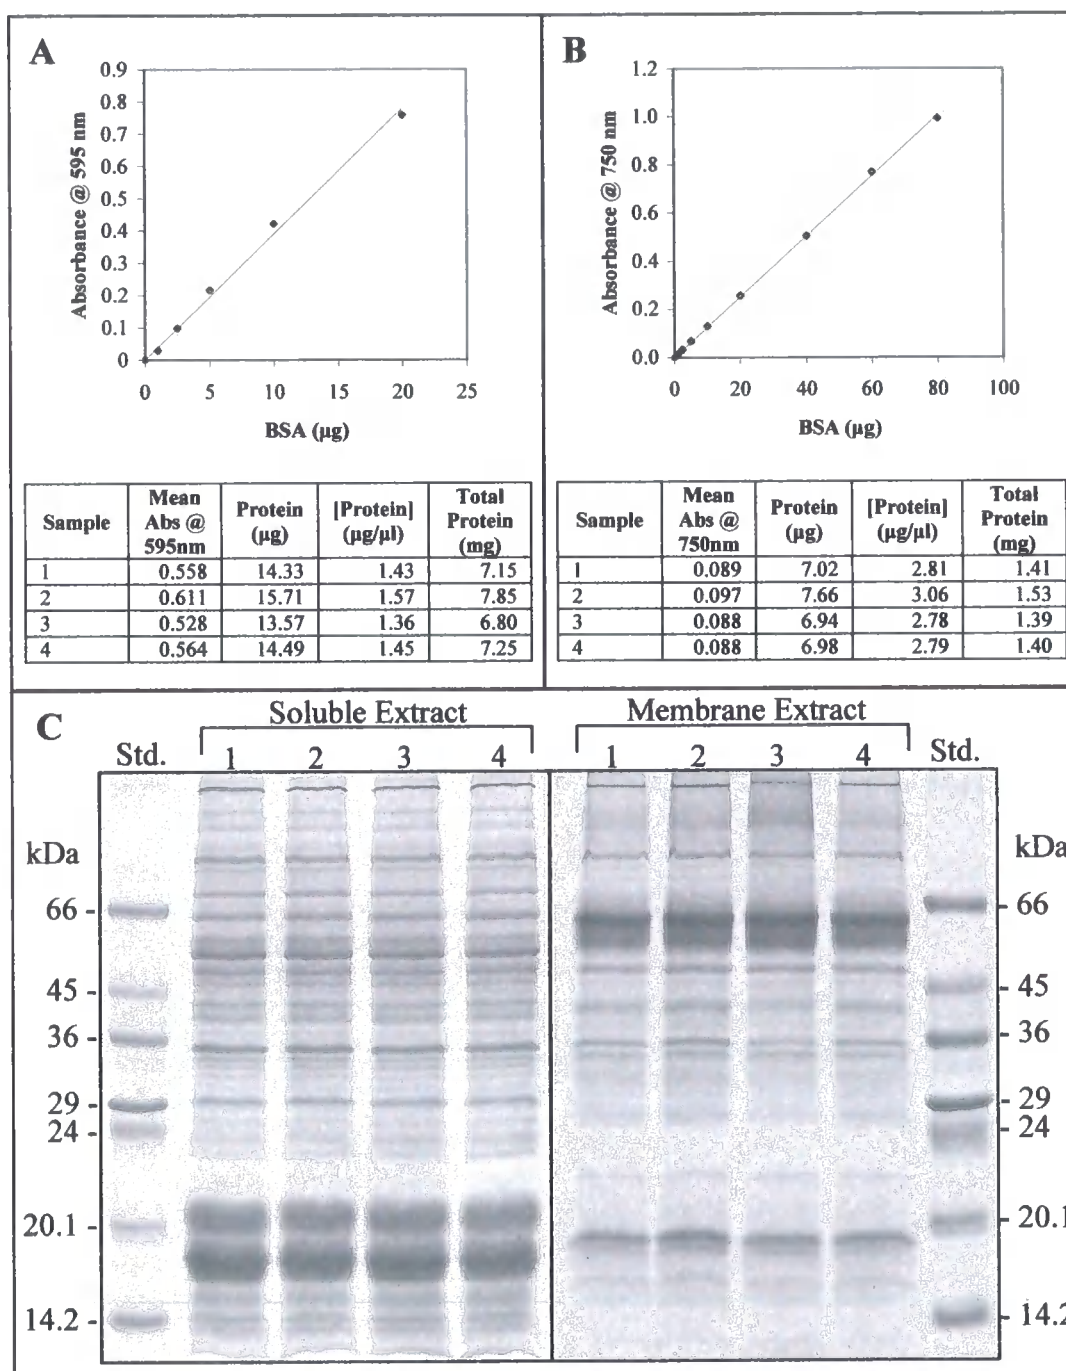 A
0.9
0.8
0.7
0.6
0.5
0.4
0.3
0.2
0.1
0
Absorbance @ 595 nm
0 5 10 15 20 25
BSA (µg)
Sample Mean Abs @ 595nm Protein (µg) [Protein] (µg/µl) Total Protein (mg)
1 0.558 14.33 1.43 7.15
2 0.611 15.71 1.57 7.85
3 0.528 13.57 1.36 6.80
4 0.564 14.49 1.45 7.25
B
1.2
1.0
0.8
0.6
0.4
0.2
0.0
Absorbance @ 750 nm
0 20 40 60 80 100
BSA (µg)
Sample Mean Abs @ 750nm Protein (µg) [Protein] (µg/µl) Total Protein (mg)
1 0.089 7.02 2.81 1.41
2 0.097 7.66 3.06 1.53
3 0.088 6.94 2.78 1.39
4 0.088 6.98 2.79 1.40
C
Soluble Extract Membrane Extract
Std. 1 2 3 4 1 2 3 4 Std.
kDa kDa
66 - - 66
45 - - 45
36 - - 36
29 - - 29
24 - - 24
20.1 - - 20.1
14.2 - - 14.2